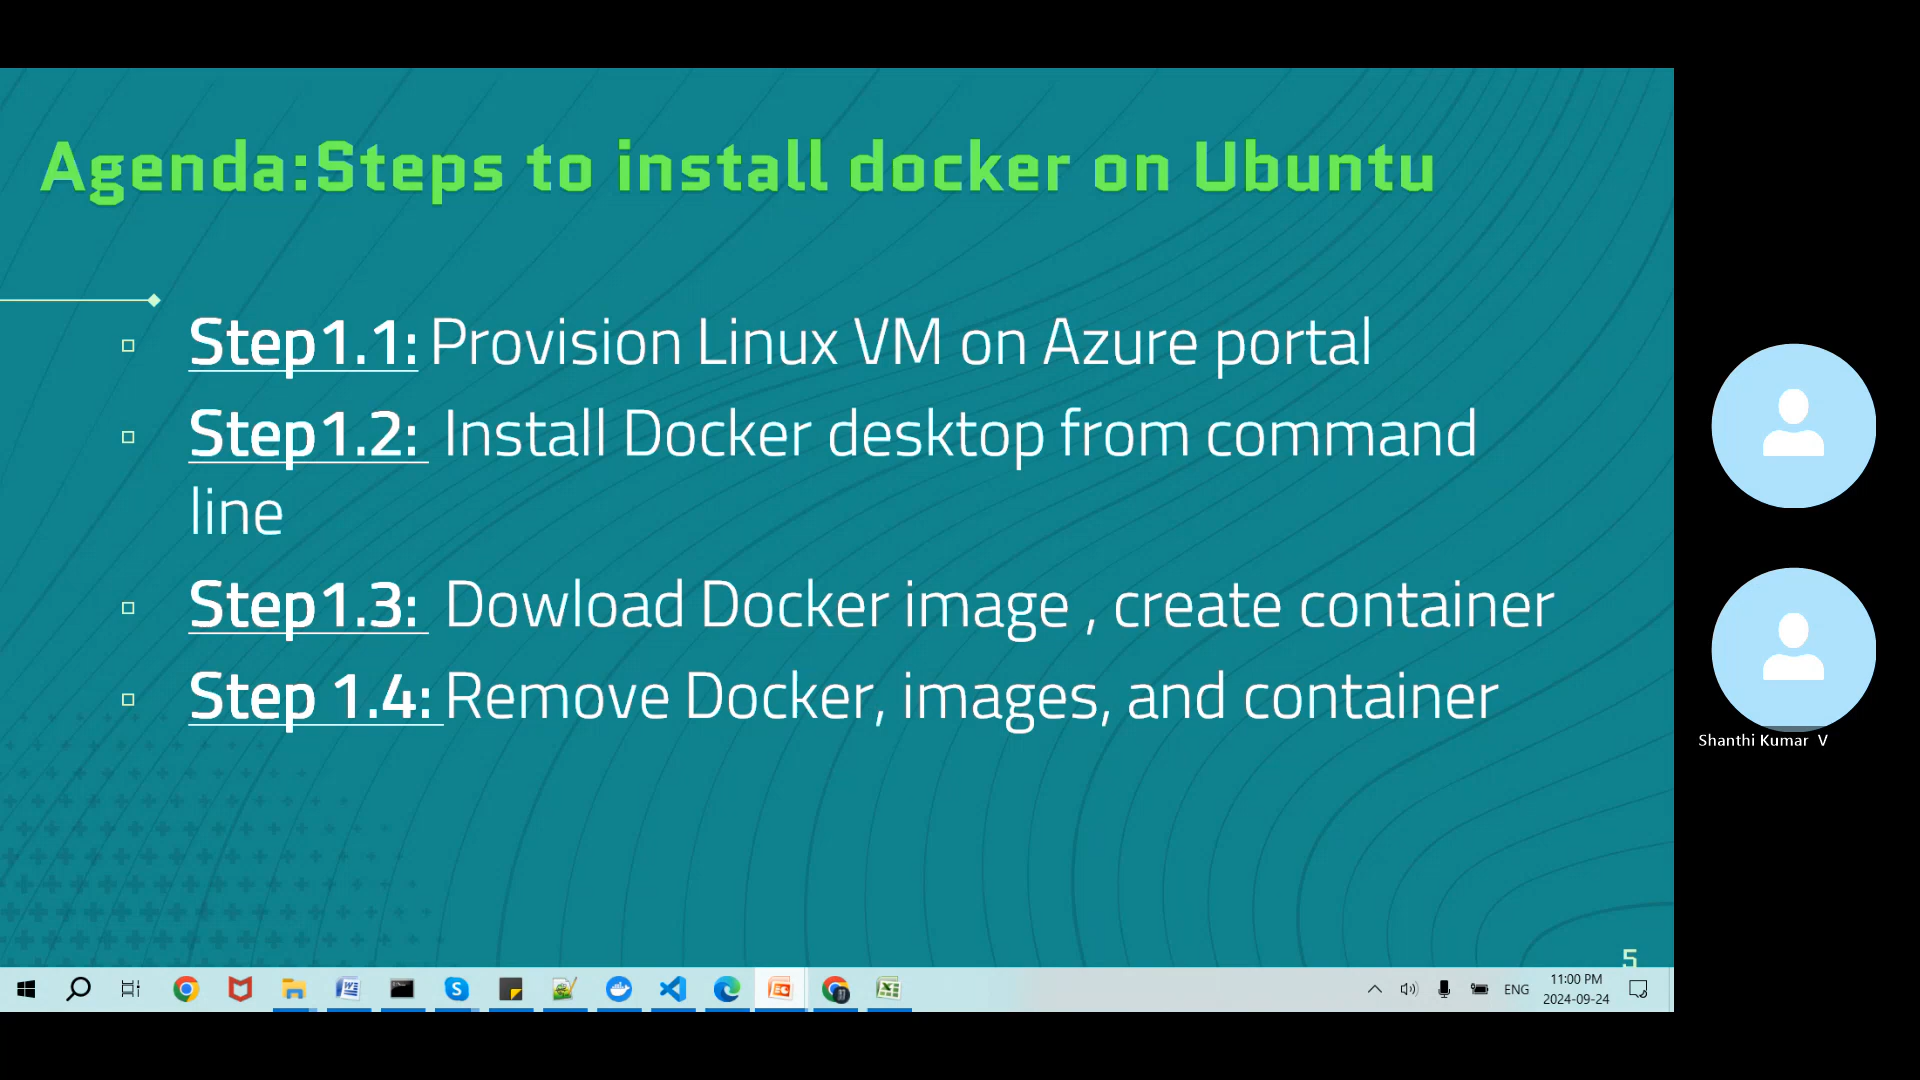 Agenda:Steps to install docker on Ubuntu
Step1.1: Provision Linux VM on Azure portal
Step1.2: Install Docker desktop from command
line
Step1.3: Dowload Docker image , create container
Step 1.4: Remove Docker, images, and container
5
Shanthi Kumar V
ENG
11:00 PM
2024-09-24